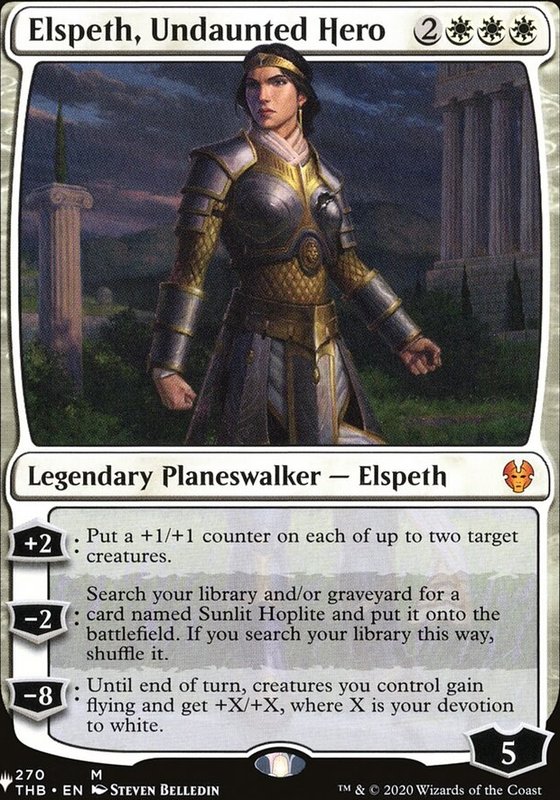 Elspeth, Undaunted Hero 2
Legendary Planeswalker — Elspeth
+2 : Put a +1/+1 counter on each of up to two target
creatures.
Search your library and/or graveyard for a
−2 : card named Sunlit Hoplite and put it onto the
battlefield. If you search your library this way,
shuffle it.
−8 : Until end of turn, creatures you control gain
flying and get +X/+X, where X is your devotion
to white.
5
270 M
THB • EN Steven Belledin ™ & © 2020 Wizards of the Coast